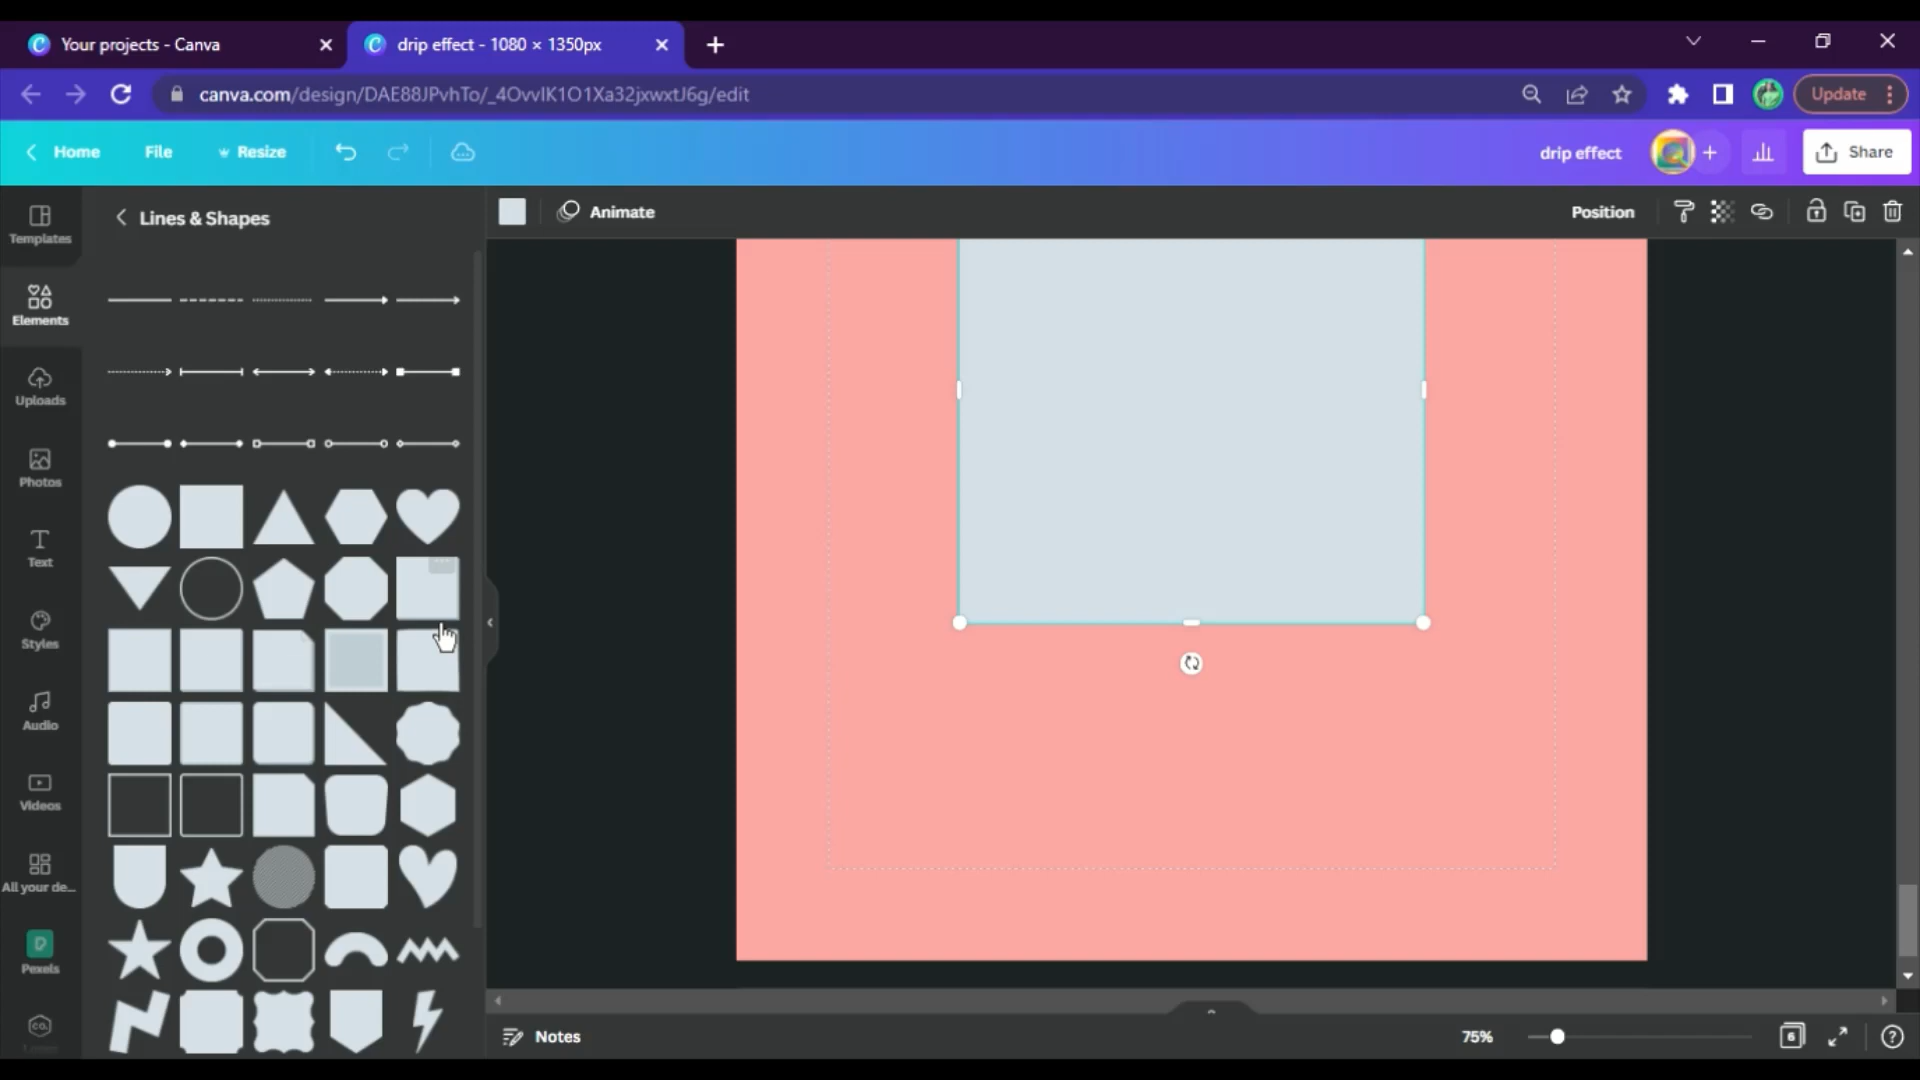 Your projects - Canva
drip effect - 1080 × 1350px
canva.com/design/DAE88JPvhTo/_4OvvIK1O1Xa32jxwxtJ6g/edit
Update
Home
File
Resize
drip effect
Share
Templates
Lines & Shapes
Animate
Position
Elements
Uploads
Photos
Text
Styles
Audio
Videos
All your de...
Pexels
co.
Notes
75%
6